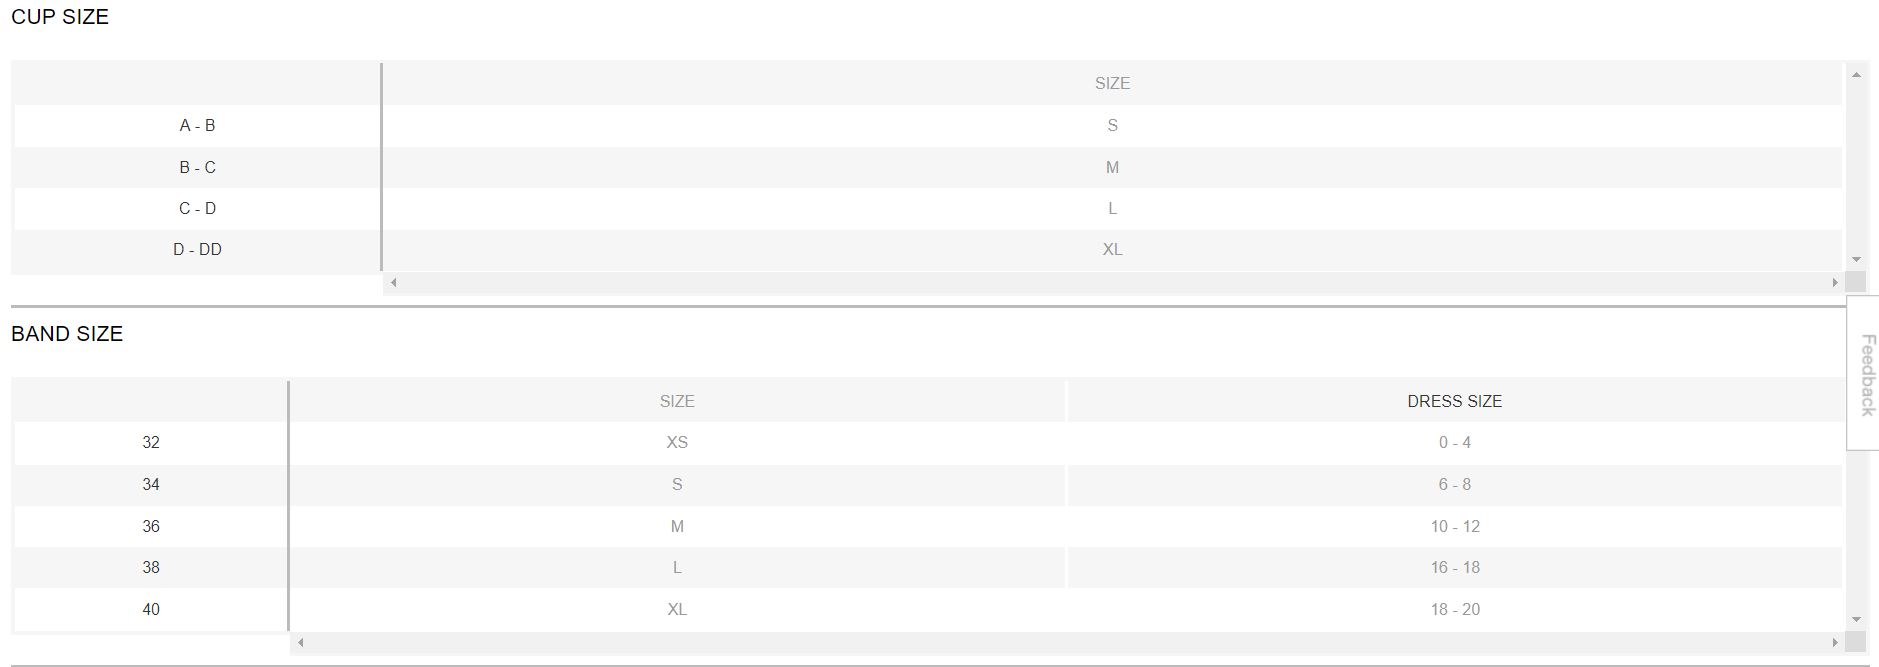 CUP SIZE
SIZE
A - B S
B - C M
C - D L
D - DD XL
BAND SIZE
SIZE DRESS SIZE
32 XS 0 - 4
34 S 6 - 8
36 M 10 - 12
38 L 16 - 18
40 XL 18 - 20
Feedback